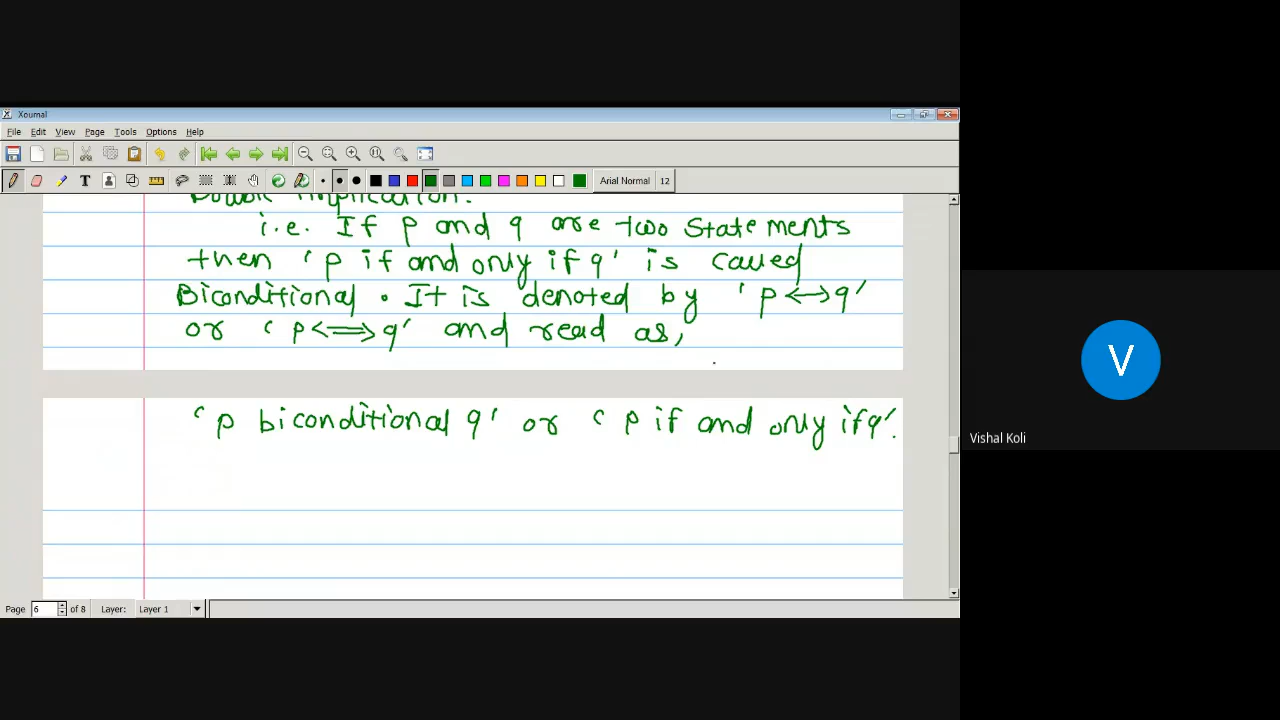 Xournal
File Edit View Page Tools Options Help
Arial Normal 12
Double implication.
i.e. If p and q are two statements
then ' p if and only if q ' is called
Biconditional . It is denoted by ' p ↔ q '
or ' p ⟺ q ' and read as,
' p biconditional q ' or ' p if and only if q '.
Page 6 of 8 Layer: Layer 1
V
Vishal Koli